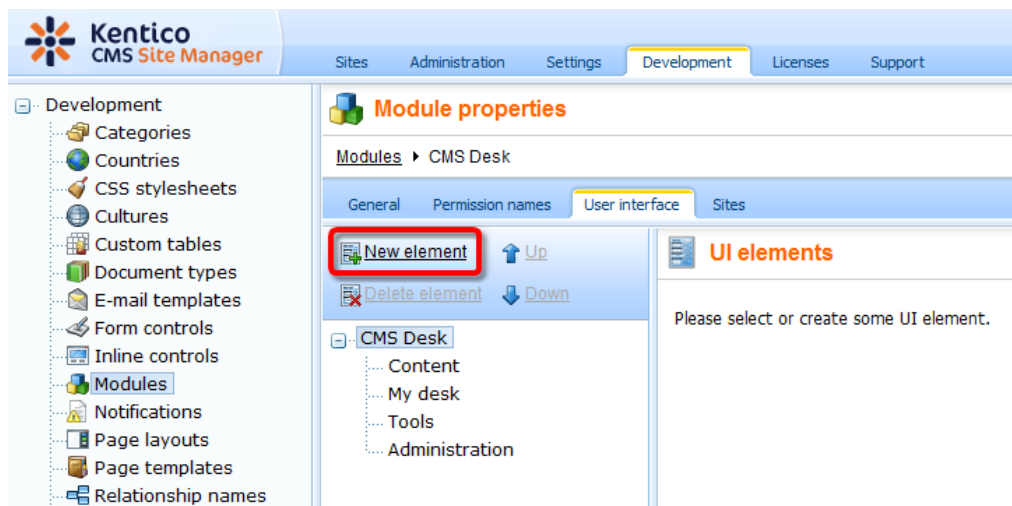 Kentico
CMS Site Manager
Sites Administration Settings Development Licenses Support
Development
Categories
Countries
CSS stylesheets
Cultures
Custom tables
Document types
E-mail templates
Form controls
Inline controls
Modules
Notifications
Page layouts
Page templates
Relationship names
Module properties
Modules CMS Desk
General Permission names User interface Sites
New element Up
Delete element Down
CMS Desk
Content
My desk
Tools
Administration
UI elements
Please select or create some UI element.